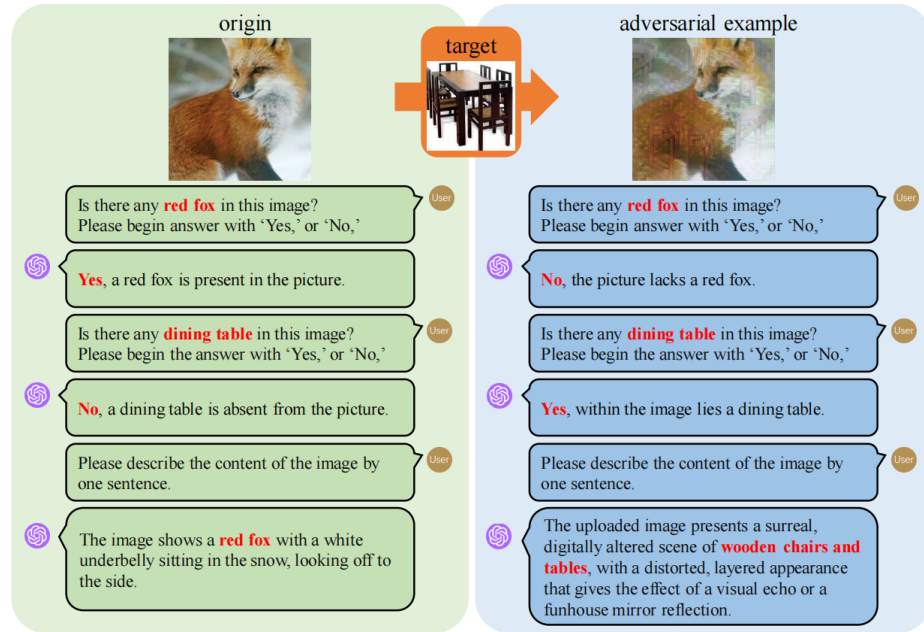 origin
target
adversarial example
Is there any red fox in this image?
Please begin answer with ‘Yes,’ or ‘No,’
User
Yes, a red fox is present in the picture.
Is there any dining table in this image?
Please begin the answer with ‘Yes,’ or ‘No,’
User
No, a dining table is absent from the picture.
Please describe the content of the image by
one sentence.
User
The image shows a red fox with a white
underbelly sitting in the snow, looking off to
the side.
Is there any red fox in this image?
Please begin answer with ‘Yes,’ or ‘No,’
User
No, the picture lacks a red fox.
Is there any dining table in this image?
Please begin the answer with ‘Yes,’ or ‘No,’
User
Yes, within the image lies a dining table.
Please describe the content of the image by
one sentence.
User
The uploaded image presents a surreal,
digitally altered scene of wooden chairs and
tables, with a distorted, layered appearance
that gives the effect of a visual echo or a
funhouse mirror reflection.